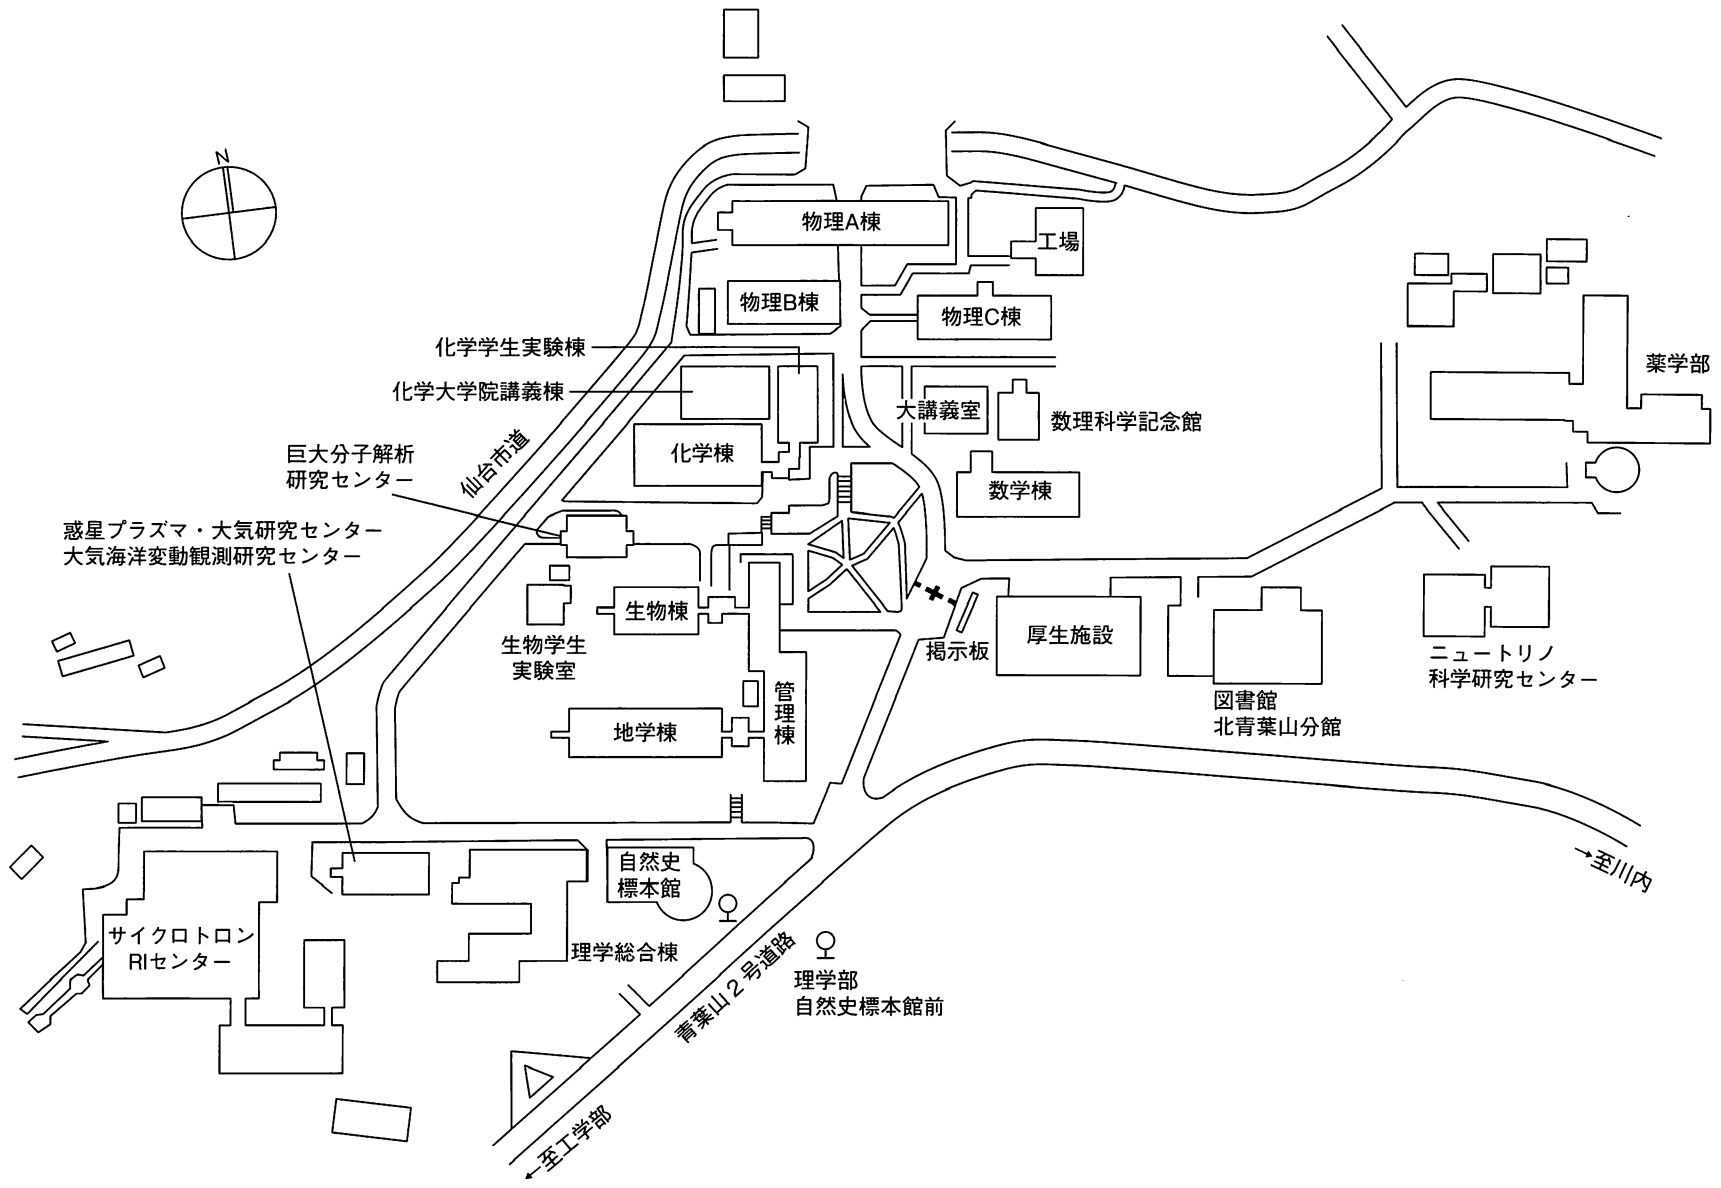 N
物理A棟
工場
物理B棟
物理C棟
化学学生実験棟
化学大学院講義棟
大講義室
数理科学記念館
薬学部
化学棟
数学棟
仙台市道
巨大分子解析
研究センター
惑星プラズマ・大気研究センター
大気海洋変動観測研究センター
生物棟
生物学生
実験室
掲示板
厚生施設
図書館
北青葉山分館
ニュートリノ
科学研究センター
管理棟
地学棟
自然史
標本館
サイクロトロン
RIセンター
理学総合棟
理学部
自然史標本館前
青葉山2号道路
→至川内
←至工学部